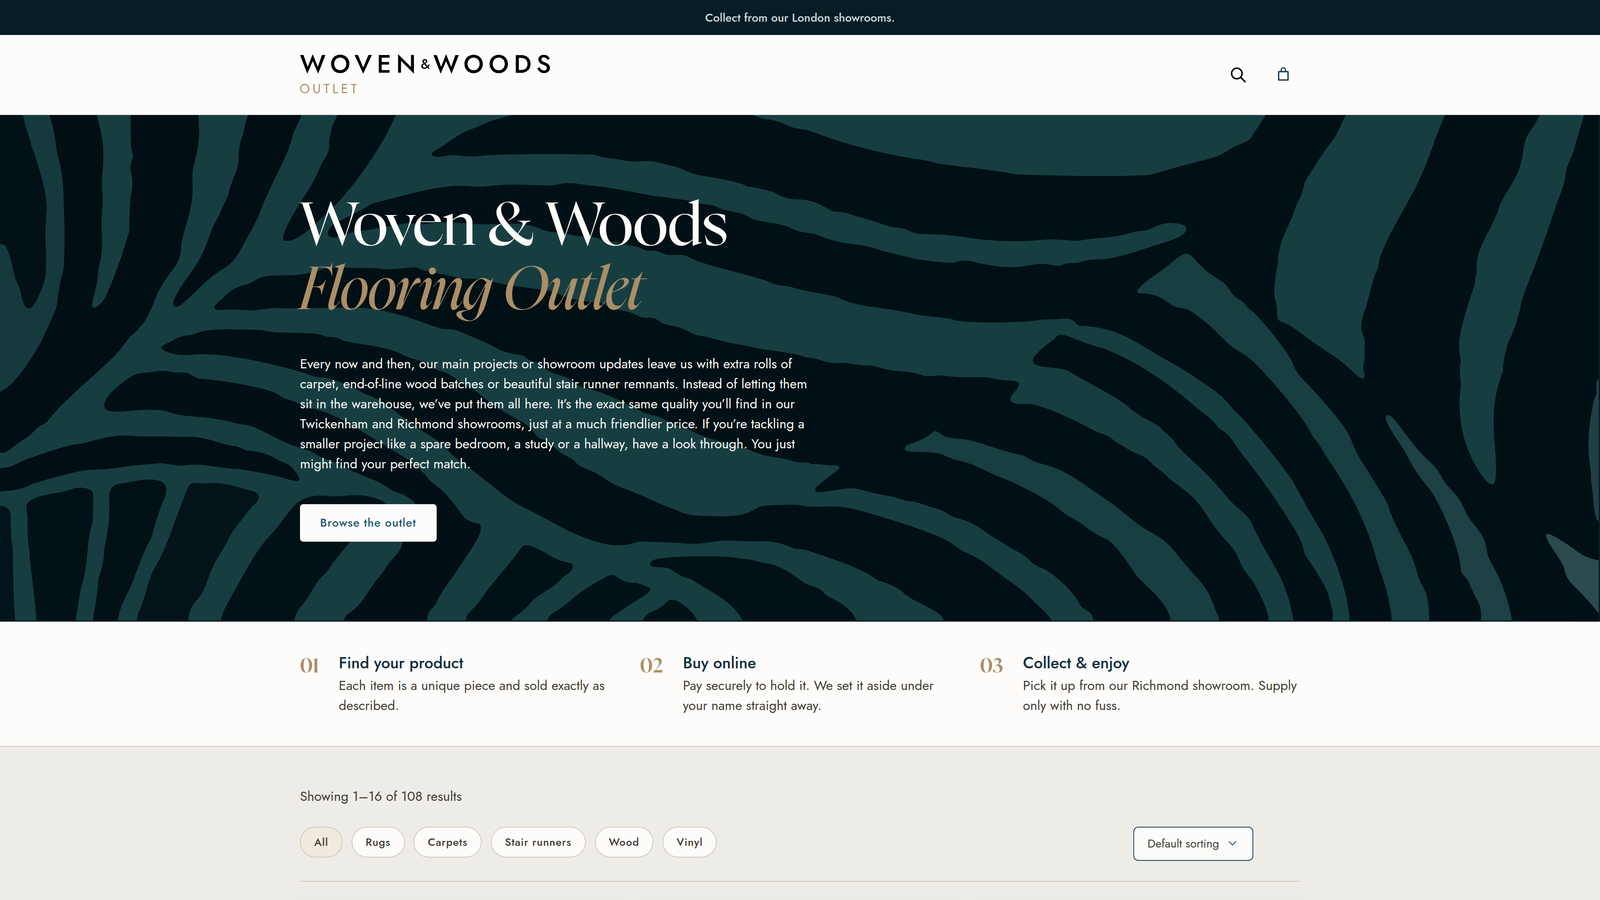 Collect from our London showrooms.
WOVEN&WOODS
OUTLET
Woven & Woods
Flooring Outlet
Every now and then, our main projects or showroom updates leave us with extra rolls of
carpet, end-of-line wood batches or beautiful stair runner remnants. Instead of letting them
sit in the warehouse, we’ve put them all here. It’s the exact same quality you’ll find in our
Twickenham and Richmond showrooms, just at a much friendlier price. If you’re tackling a
smaller project like a spare bedroom, a study or a hallway, have a look through. You just
might find your perfect match.
Browse the outlet
01 Find your product
Each item is a unique piece and sold exactly as
described.
02 Buy online
Pay securely to hold it. We set it aside under
your name straight away.
03 Collect & enjoy
Pick it up from our Richmond showroom. Supply
only with no fuss.
Showing 1–16 of 108 results
All Rugs Carpets Stair runners Wood Vinyl Default sorting